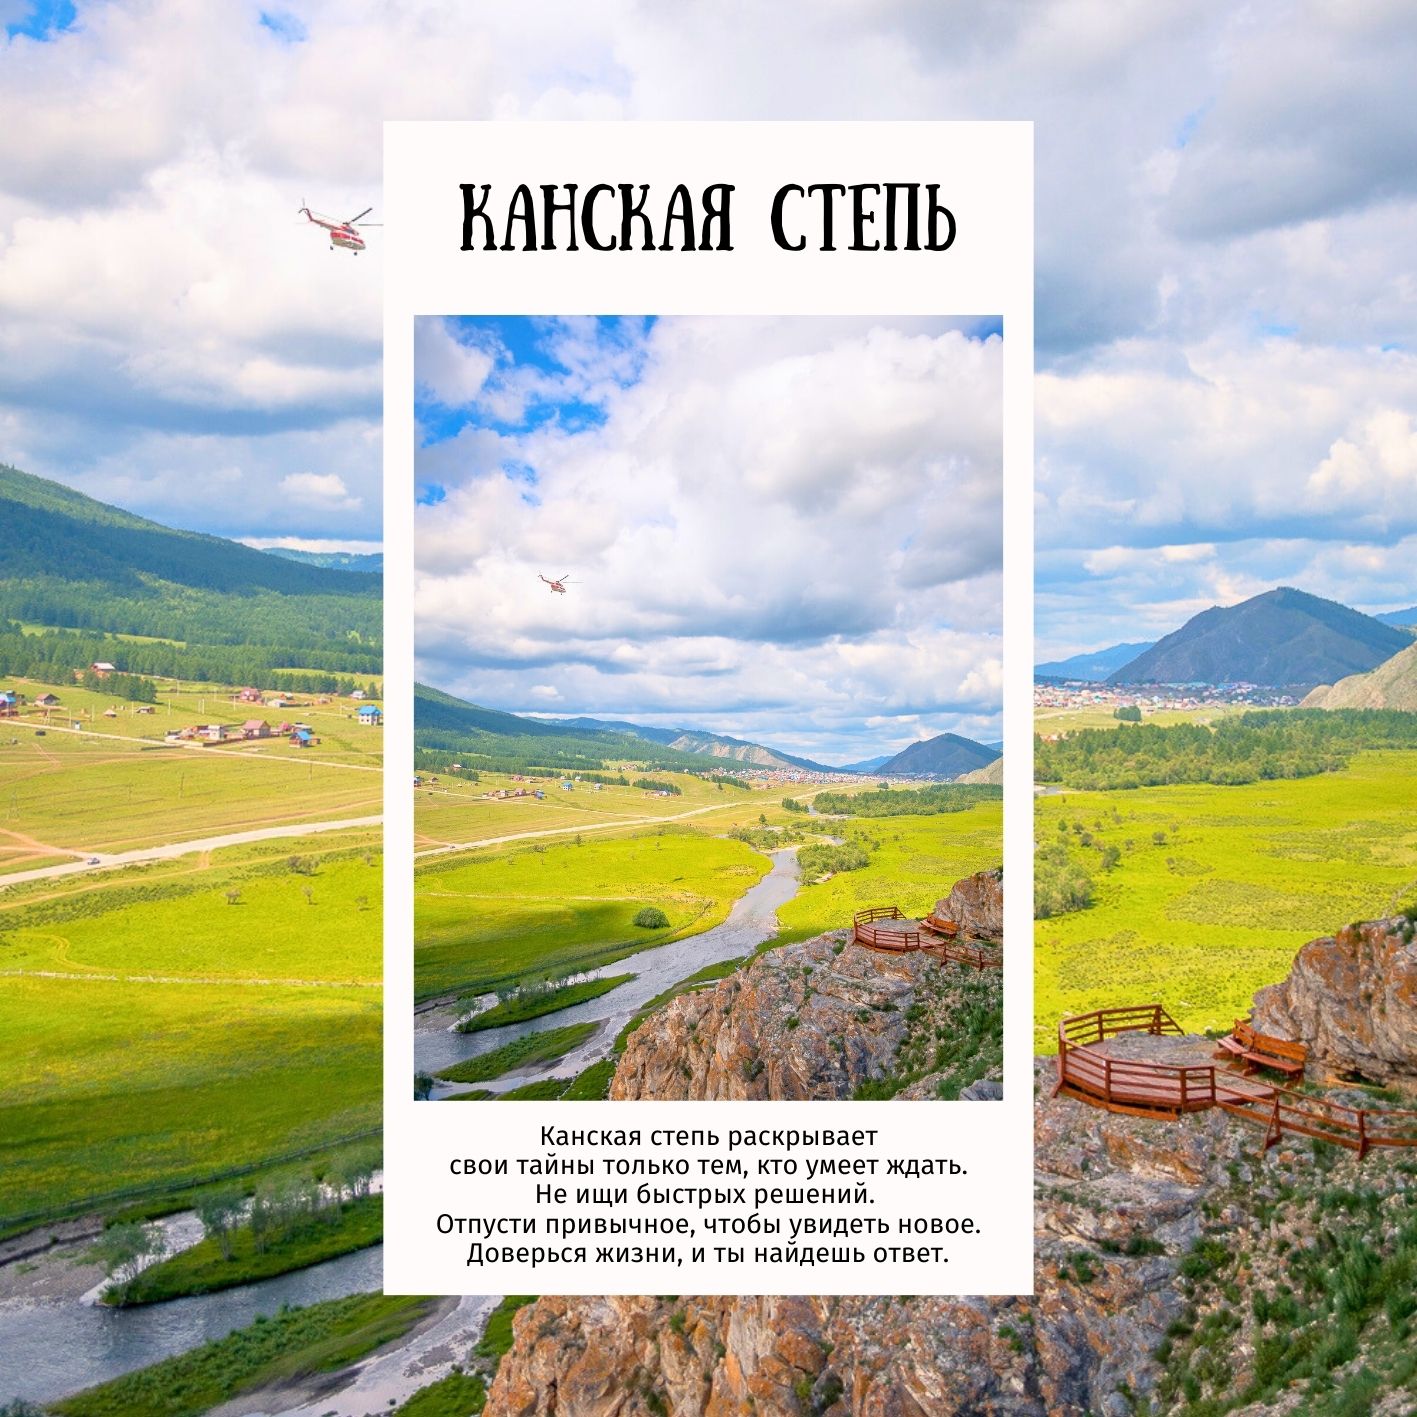 КАНСКАЯ СТЕПЬ
Канская степь раскрывает
свои тайны только тем, кто умеет ждать.
Не ищи быстрых решений.
Отпусти привычное, чтобы увидеть новое.
Доверься жизни, и ты найдешь ответ.